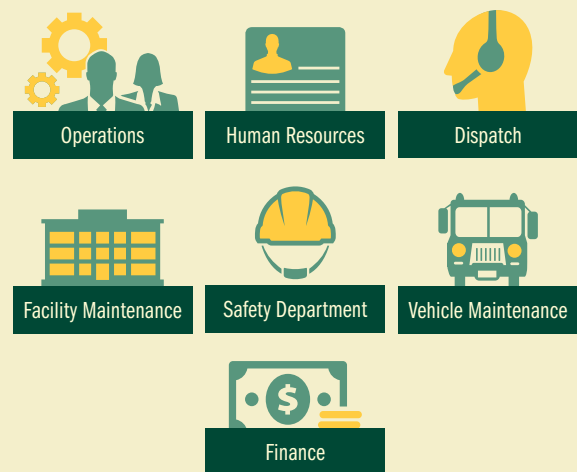 Operations
Human Resources
Dispatch
Facility Maintenance
Safety Department
Vehicle Maintenance
$
Finance